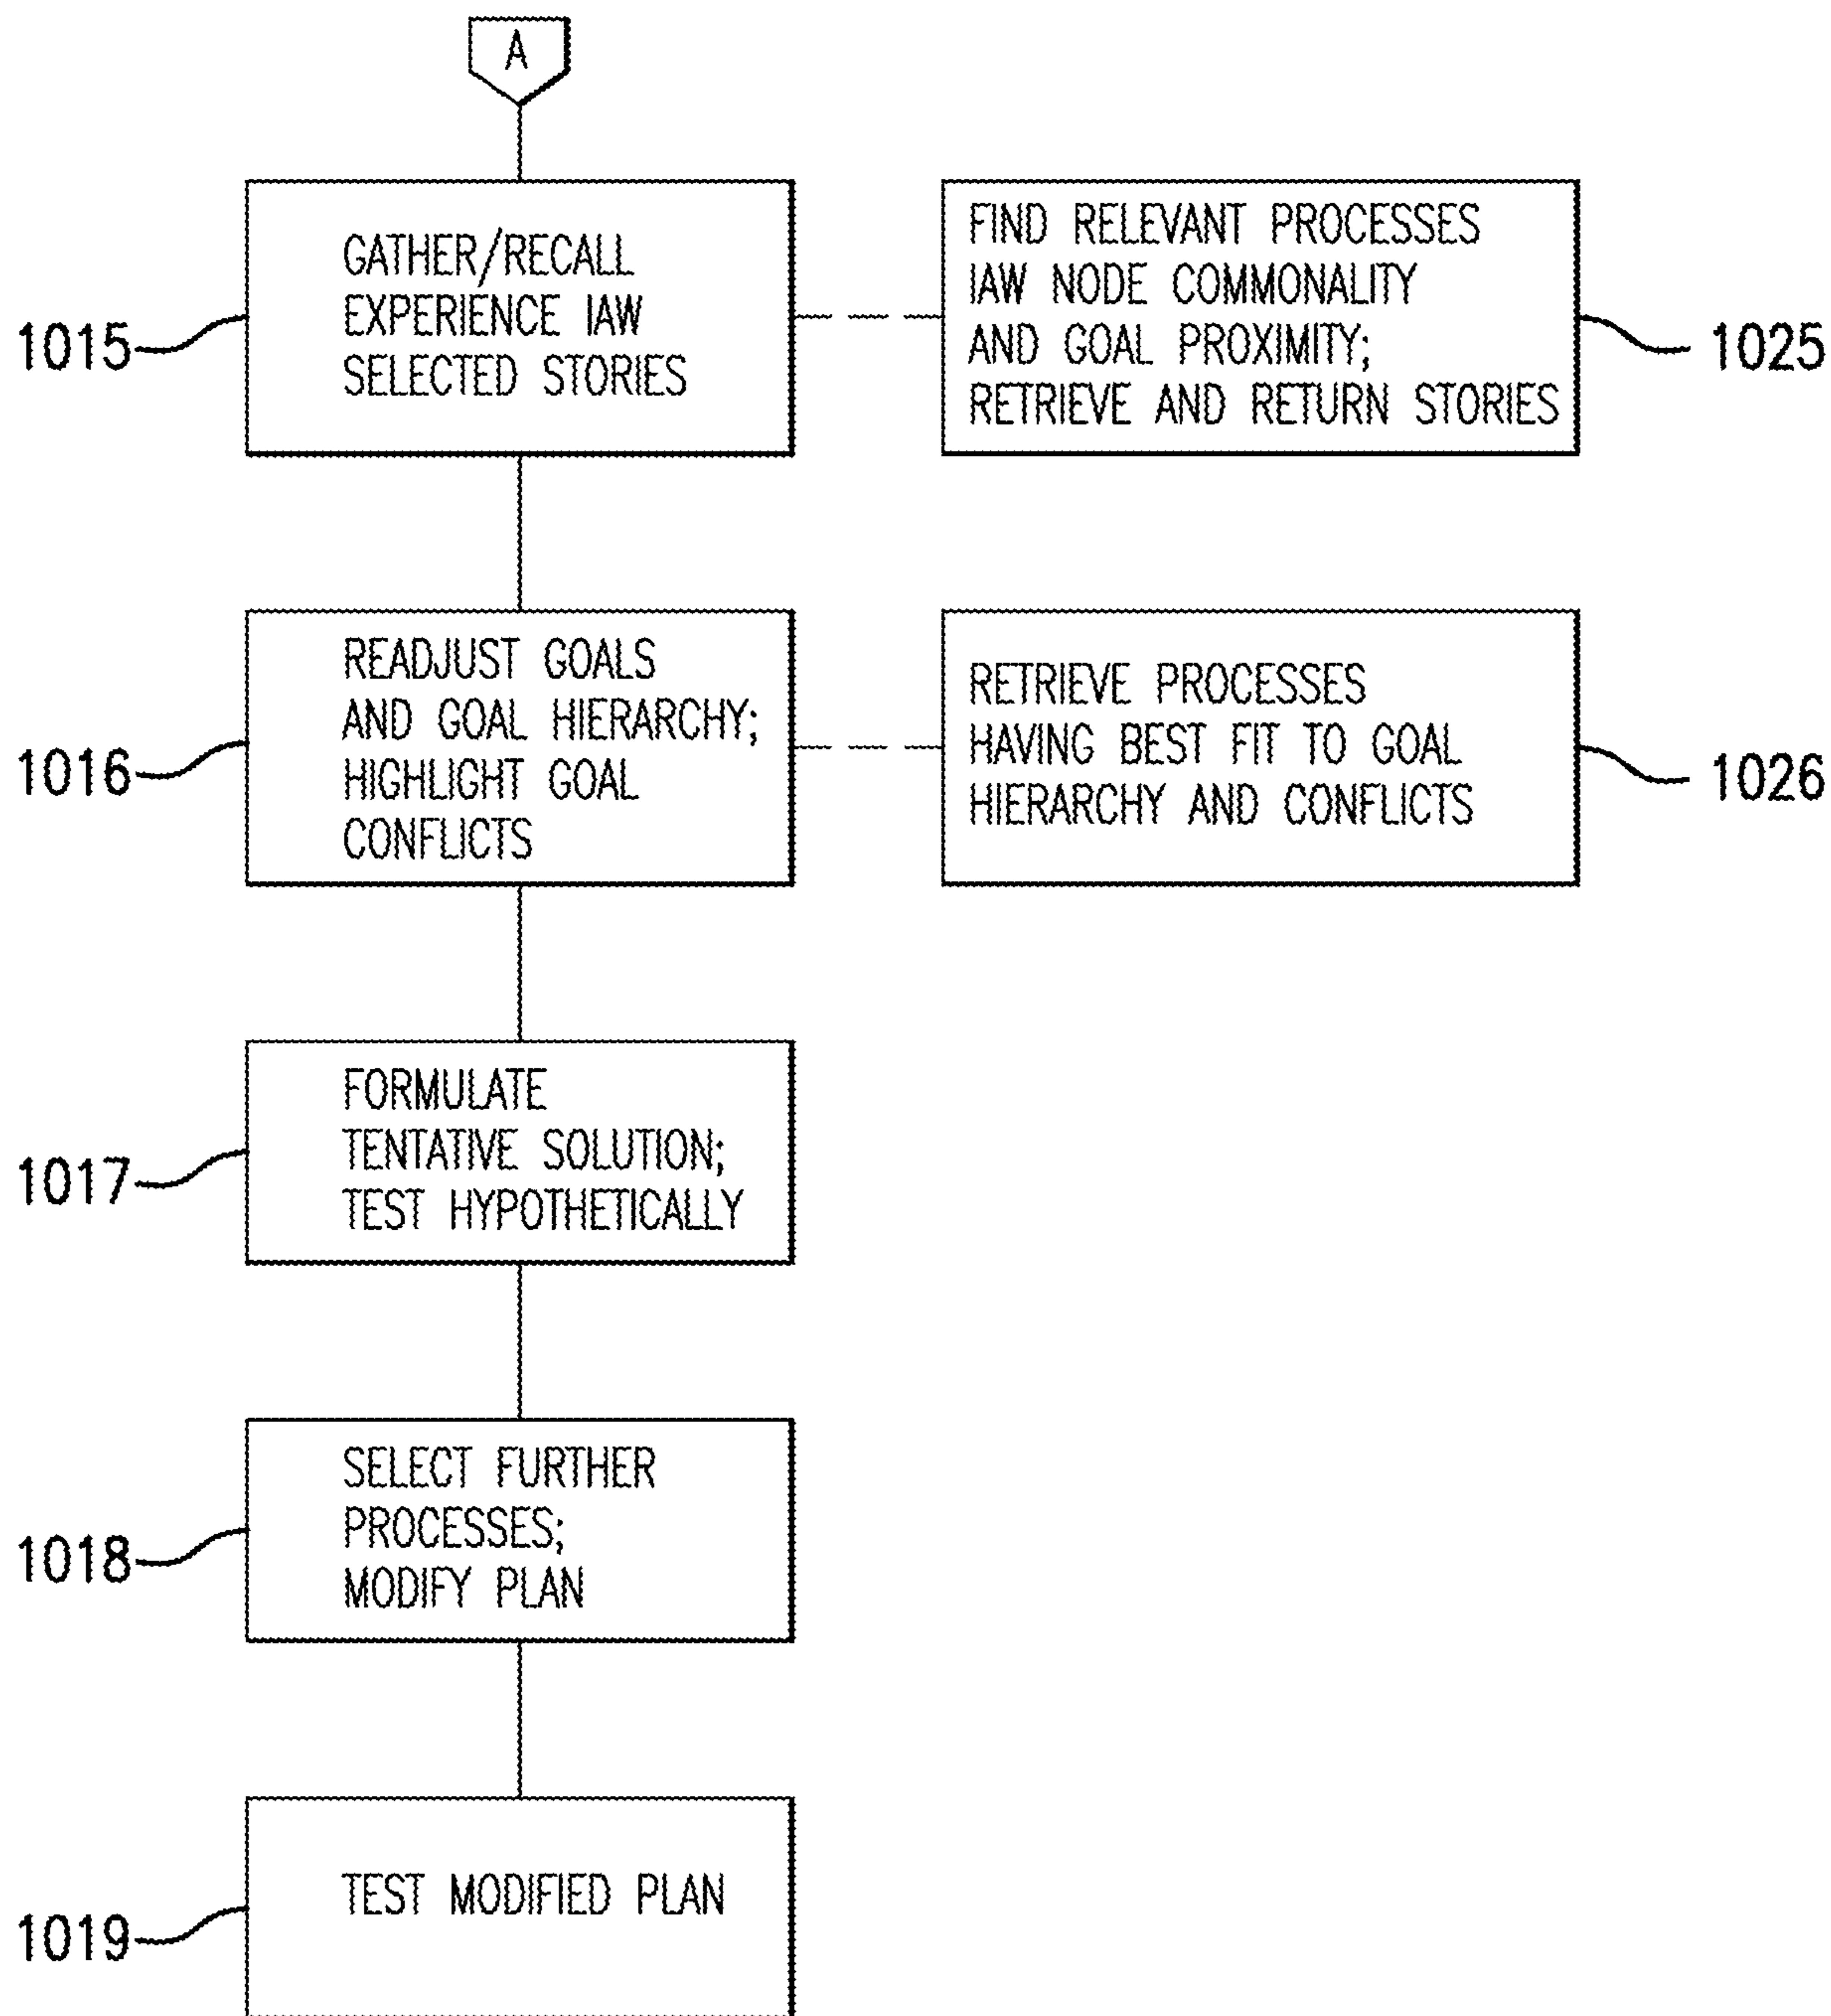 A
GATHER/RECALL
EXPERIENCE IAW
SELECTED STORIES
1015
FIND RELEVANT PROCESSES
IAW NODE COMMONALITY
AND GOAL PROXIMITY;
RETRIEVE AND RETURN STORIES
1025
READJUST GOALS
AND GOAL HIERARCHY;
HIGHLIGHT GOAL
CONFLICTS
1016
RETRIEVE PROCESSES
HAVING BEST FIT TO GOAL
HIERARCHY AND CONFLICTS
1026
FORMULATE
TENTATIVE SOLUTION;
TEST HYPOTHETICALLY
1017
SELECT FURTHER
PROCESSES;
MODIFY PLAN
1018
TEST MODIFIED PLAN
1019